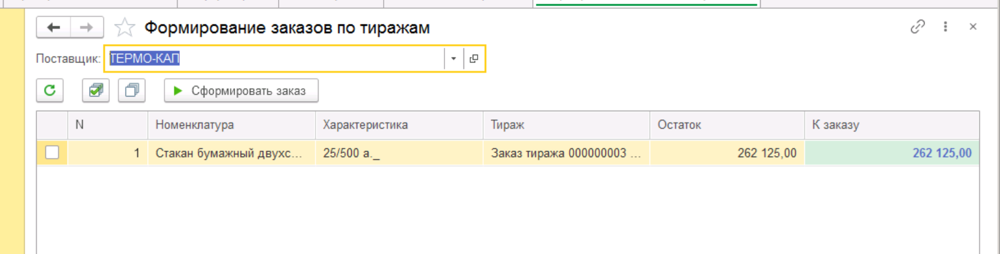 Формирование заказов по тиражам
Поставщик: ТЕРМО-КАП
Сформировать заказ
N Номенклатура Характеристика Тираж Остаток К заказу
1 Стакан бумажный двухс... 25/500 а._ Заказ тиража 000000003 ... 262 125,00 262 125,00